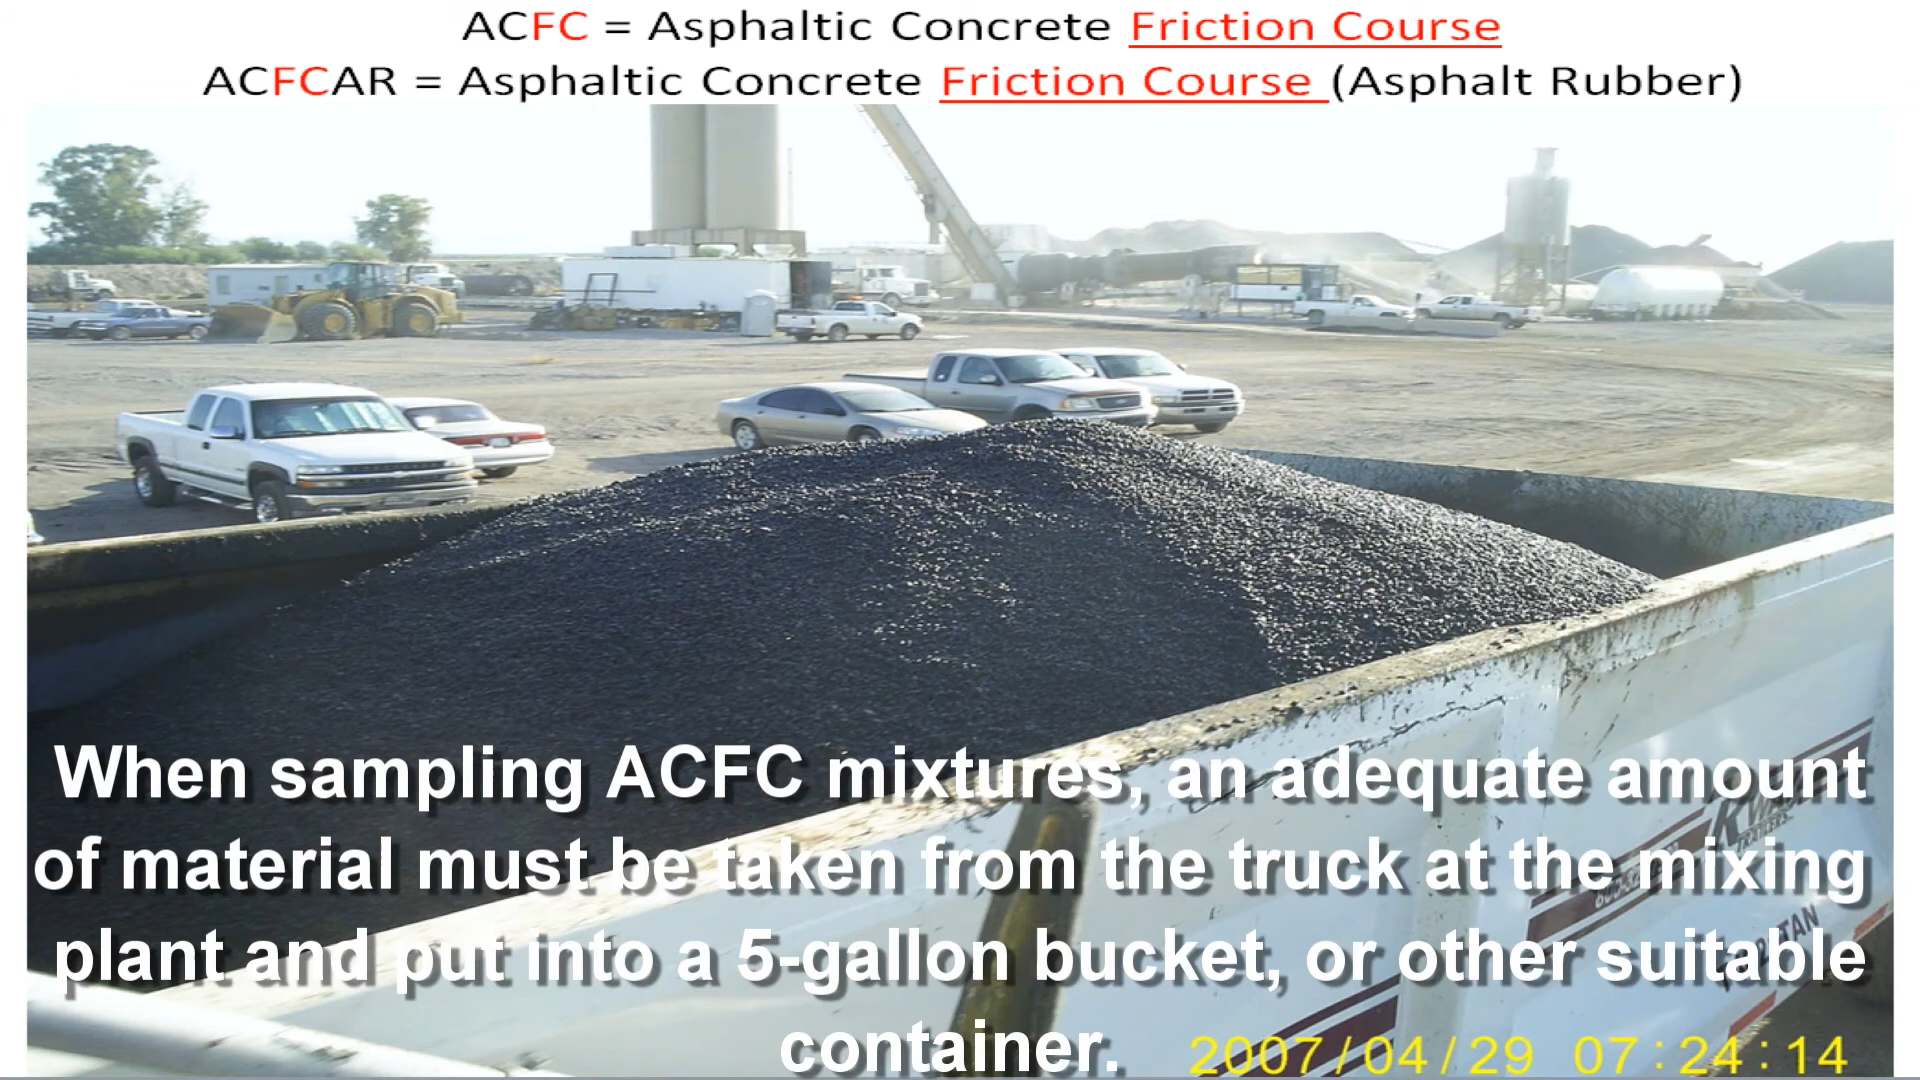 ACFC = Asphaltic Concrete Friction Course
ACFCAR = Asphaltic Concrete Friction Course (Asphalt Rubber)
When sampling ACFC mixtures, an adequate amount
of material must be taken from the truck at the mixing
plant and put into a 5-gallon bucket, or other suitable
container.
2007/04/29 07:24:14
TRAILERS